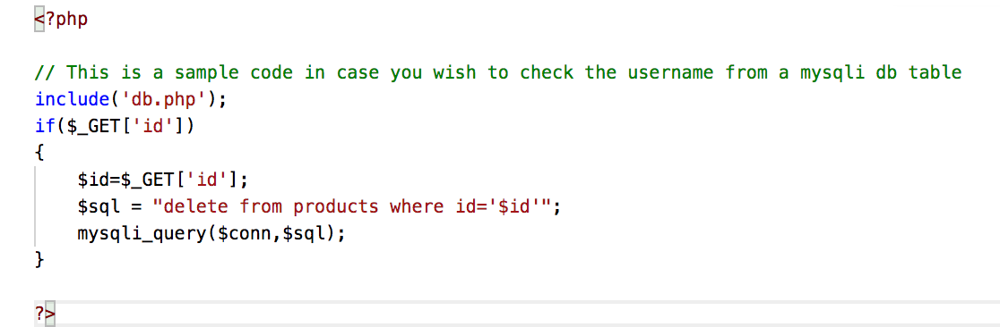 <?php
// This is a sample code in case you wish to check the username from a mysqli db table
include('db.php');
if($_GET['id'])
{
$id=$_GET['id'];
$sql = "delete from products where id='$id'";
mysqli_query($conn,$sql);
}
?>